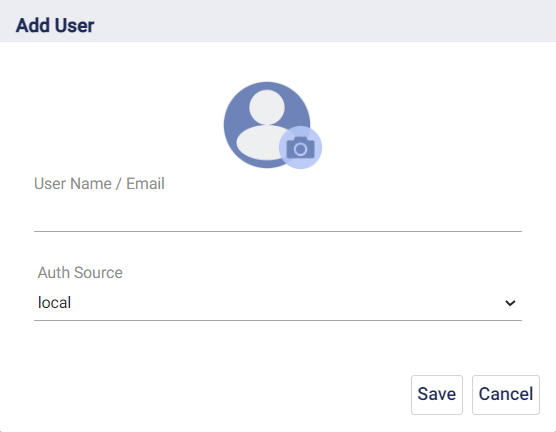 Add User
User Name / Email
Auth Source
local
Save Cancel